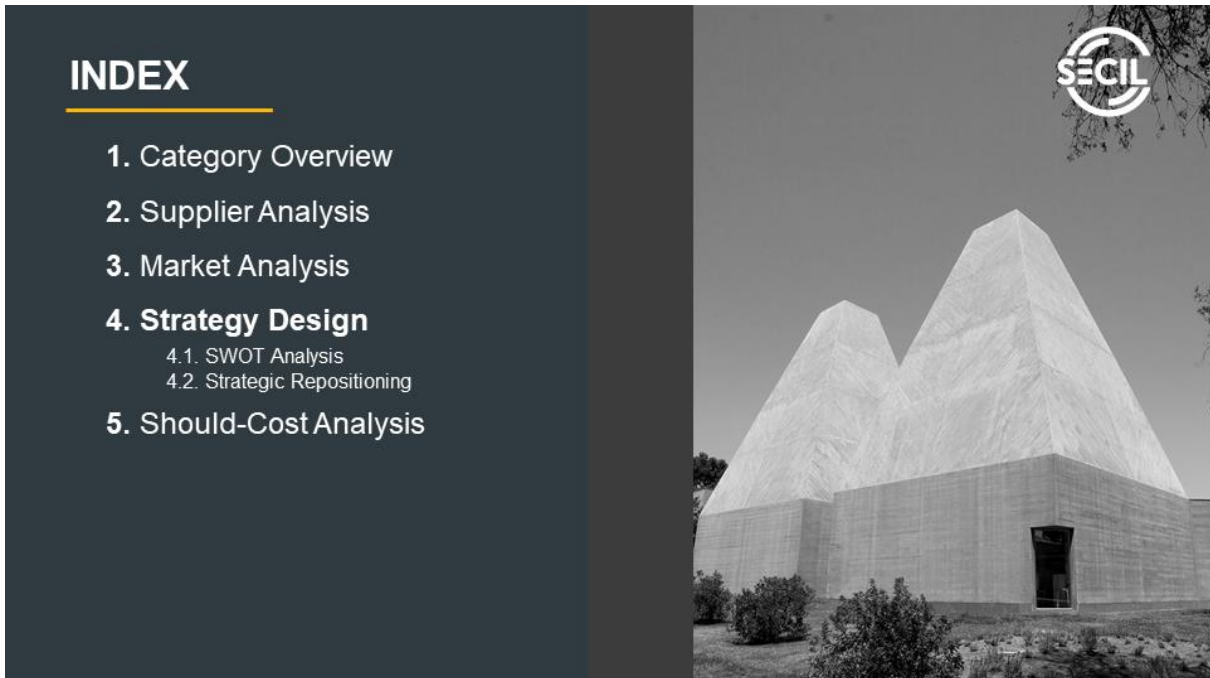 INDEX
1. Category Overview
2. Supplier Analysis
3. Market Analysis
4. Strategy Design
4.1. SWOT Analysis
4.2. Strategic Repositioning
5. Should-Cost Analysis
SECIL